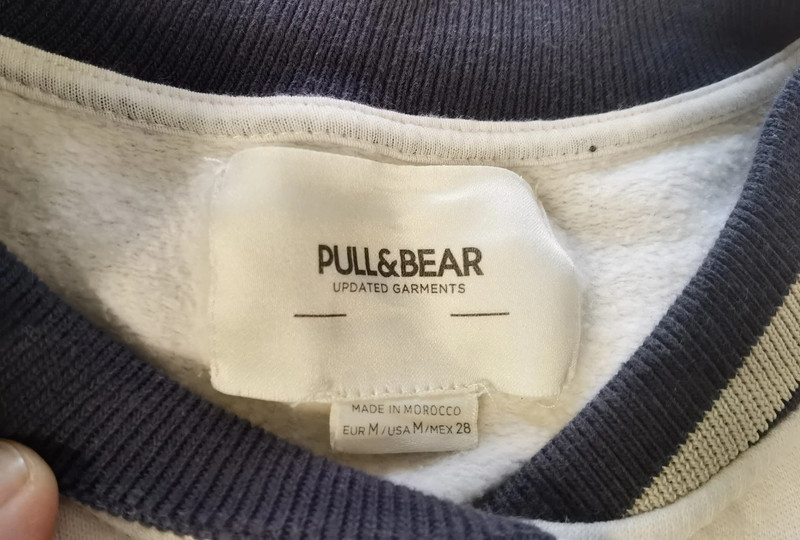 PULL&BEAR
UPDATED GARMENTS
MADE IN MOROCCO
EUR M/USA M/MEX 28